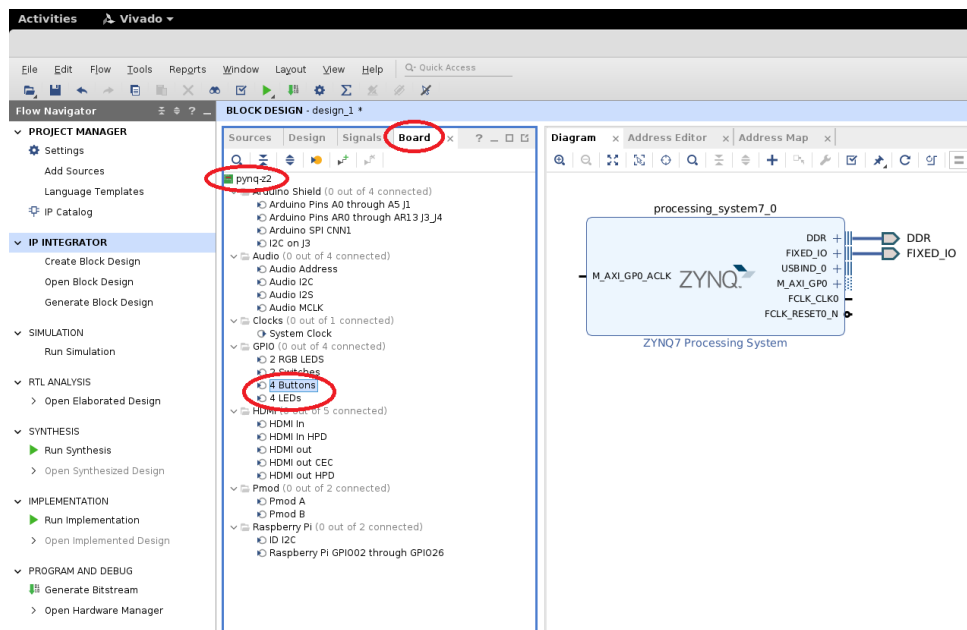 Activities Vivado
File Edit Flow Tools Reports Window Layout View Help Quick Access
Flow Navigator
BLOCK DESIGN - design_1 *
PROJECT MANAGER
Settings
Add Sources
Language Templates
IP Catalog
IP INTEGRATOR
Create Block Design
Open Block Design
Generate Block Design
SIMULATION
Run Simulation
RTL ANALYSIS
Open Elaborated Design
SYNTHESIS
Run Synthesis
Open Synthesized Design
IMPLEMENTATION
Run Implementation
Open Implemented Design
PROGRAM AND DEBUG
Generate Bitstream
Open Hardware Manager
Sources Design Signals Board
pynq-z2
Arduino Shield (0 out of 4 connected)
Arduino Pins A0 through A5 J1
Arduino Pins AR0 through AR13 J3_J4
Arduino SPI CNN1
I2C on J3
Audio (0 out of 4 connected)
Audio Address
Audio I2C
Audio I2S
Audio MCLK
Clocks (0 out of 1 connected)
System Clock
GPIO (0 out of 4 connected)
2 RGB LEDS
2 Switches
4 Buttons
4 LEDs
HDMI (0 out of 5 connected)
HDMI In
HDMI In HPD
HDMI out
HDMI out CEC
HDMI out HPD
Pmod (0 out of 2 connected)
Pmod A
Pmod B
Raspberry Pi (0 out of 2 connected)
ID I2C
Raspberry Pi GPIO02 through GPIO26
Diagram Address Editor Address Map
processing_system7_0
M_AXI_GP0_ACLK
ZYNQ
DDR
FIXED_IO
USBIND_0
M_AXI_GP0
FCLK_CLK0
FCLK_RESET0_N
DDR
FIXED_IO
ZYNQ7 Processing System